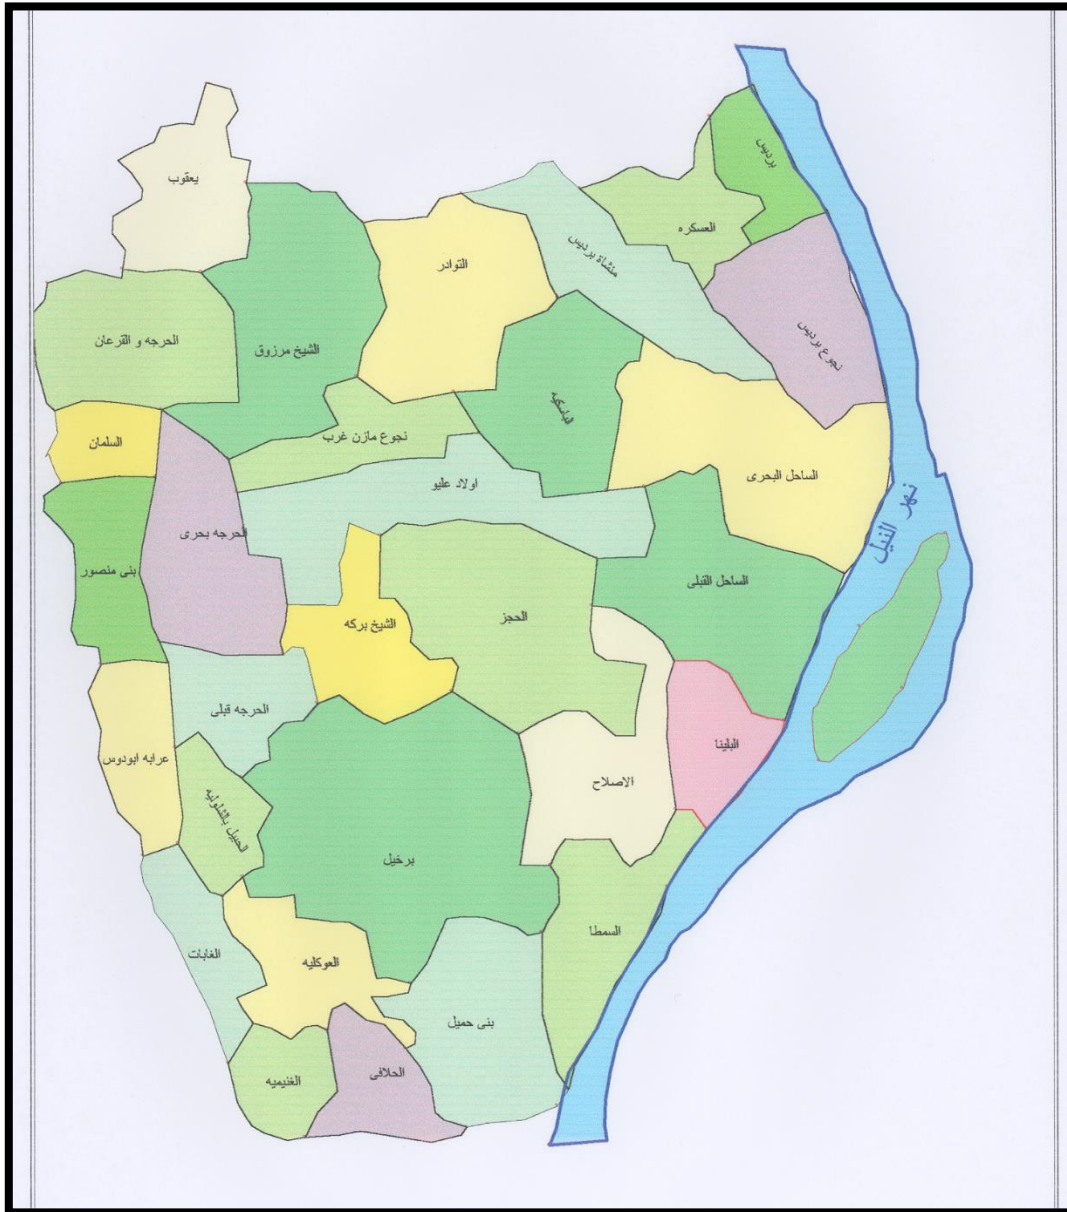 برديس
يعقوب
العسكره
منشاة برديس
التوادر
نجوع برديس
الحرجه و القرعان
الشيخ مرزوق
السلمان
نجوع مازن غرب
الساحل البحرى
اولاد عليو
نهر النيل
الحرجه بحرى
بنى منصور
الساحل القبلى
الحجز
الشيخ بركه
الحرجه قبلى
البلينا
عرابه ابودوس
الاصلاح
برخيل
السمطا
الغابات
العوكليه
بنى حميل
الحلافى
الغنيميه